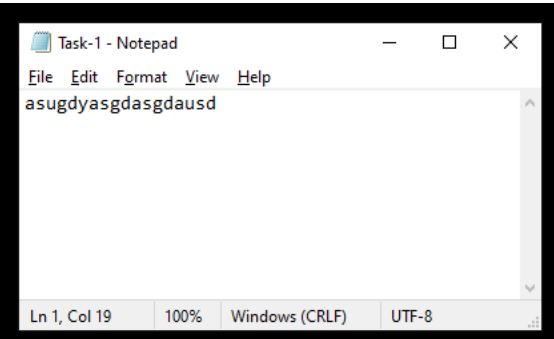 Task-1 - Notepad
File Edit Format View Help
asugdyasgdasgdausd
Ln 1, Col 19 100% Windows (CRLF) UTF-8